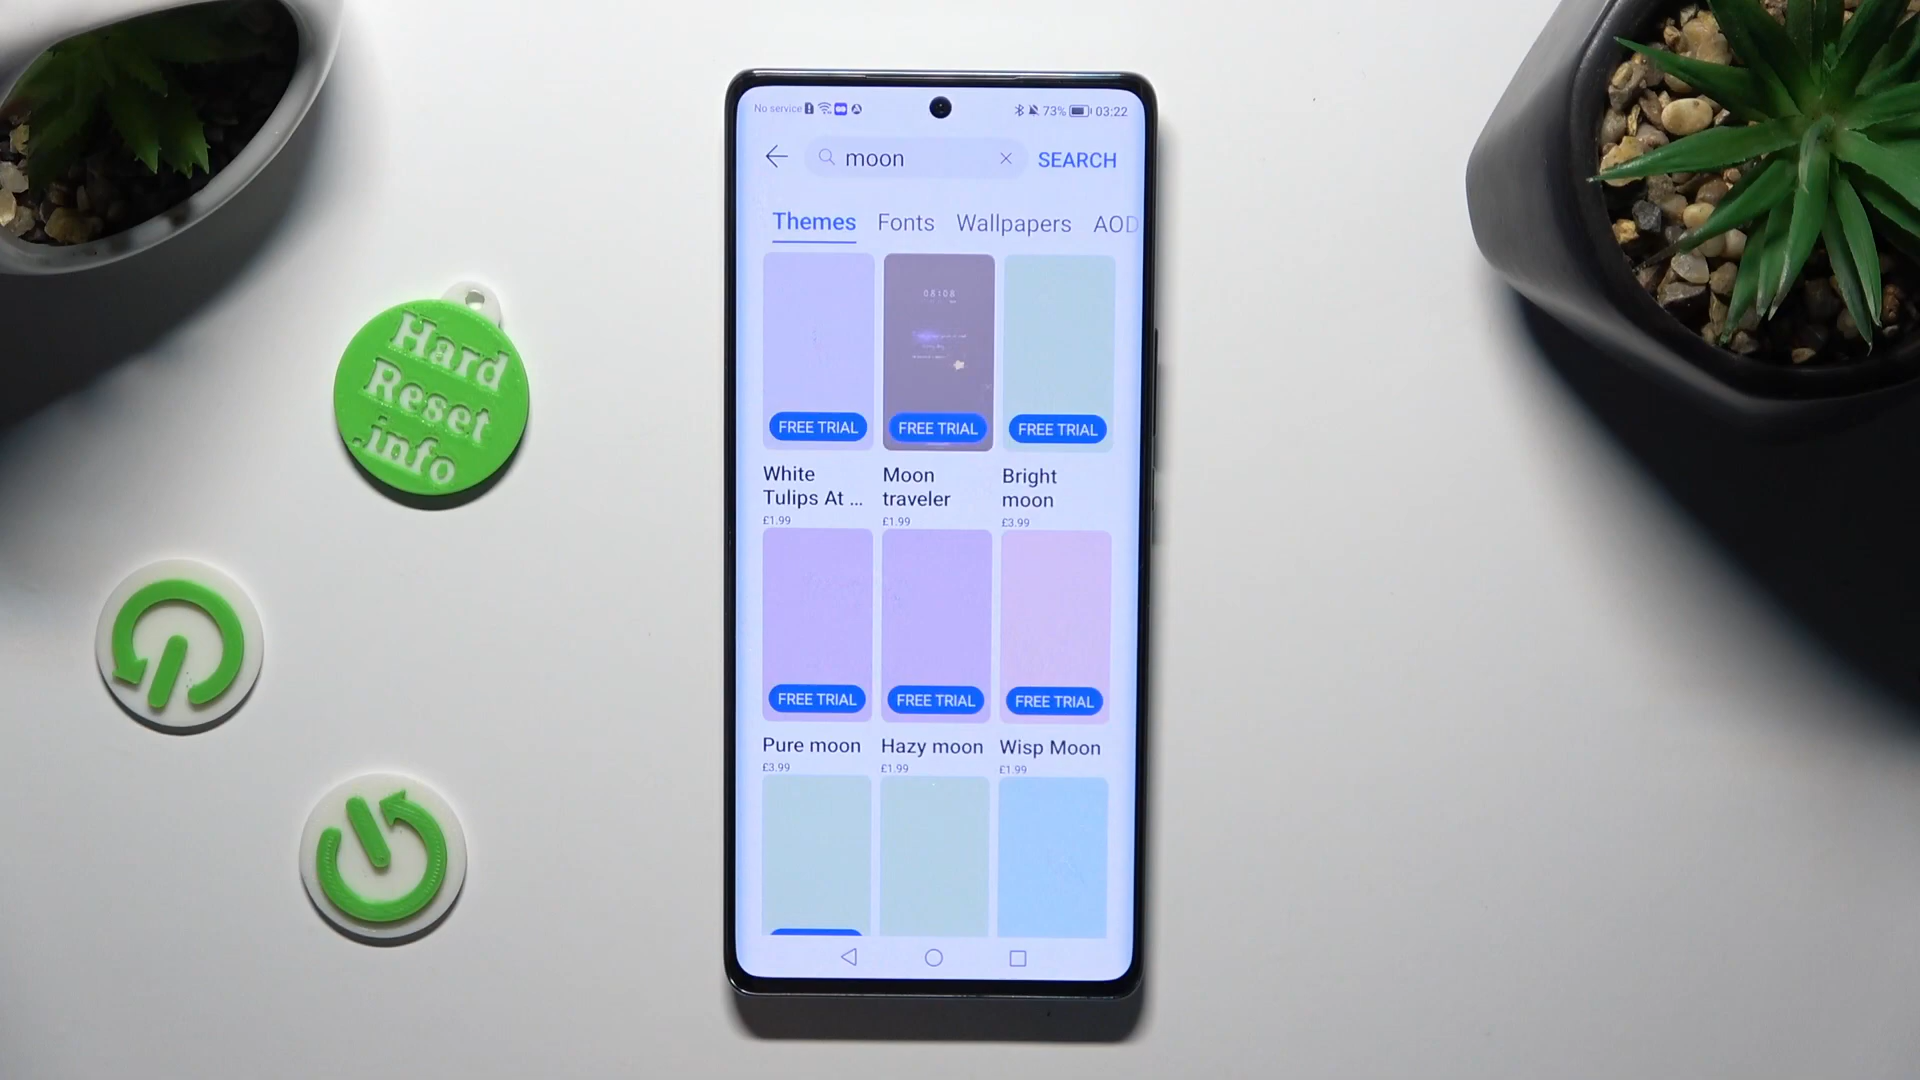 No service
73%
03:22
moon
SEARCH
Themes
Fonts
Wallpapers
AOD
08:08
FREE TRIAL
FREE TRIAL
FREE TRIAL
White
Tulips At ...
£1.99
Moon
traveler
£1.99
Bright
moon
£3.99
FREE TRIAL
FREE TRIAL
FREE TRIAL
Pure moon
£3.99
Hazy moon
£1.99
Wisp Moon
£1.99
Hard
Reset
.info